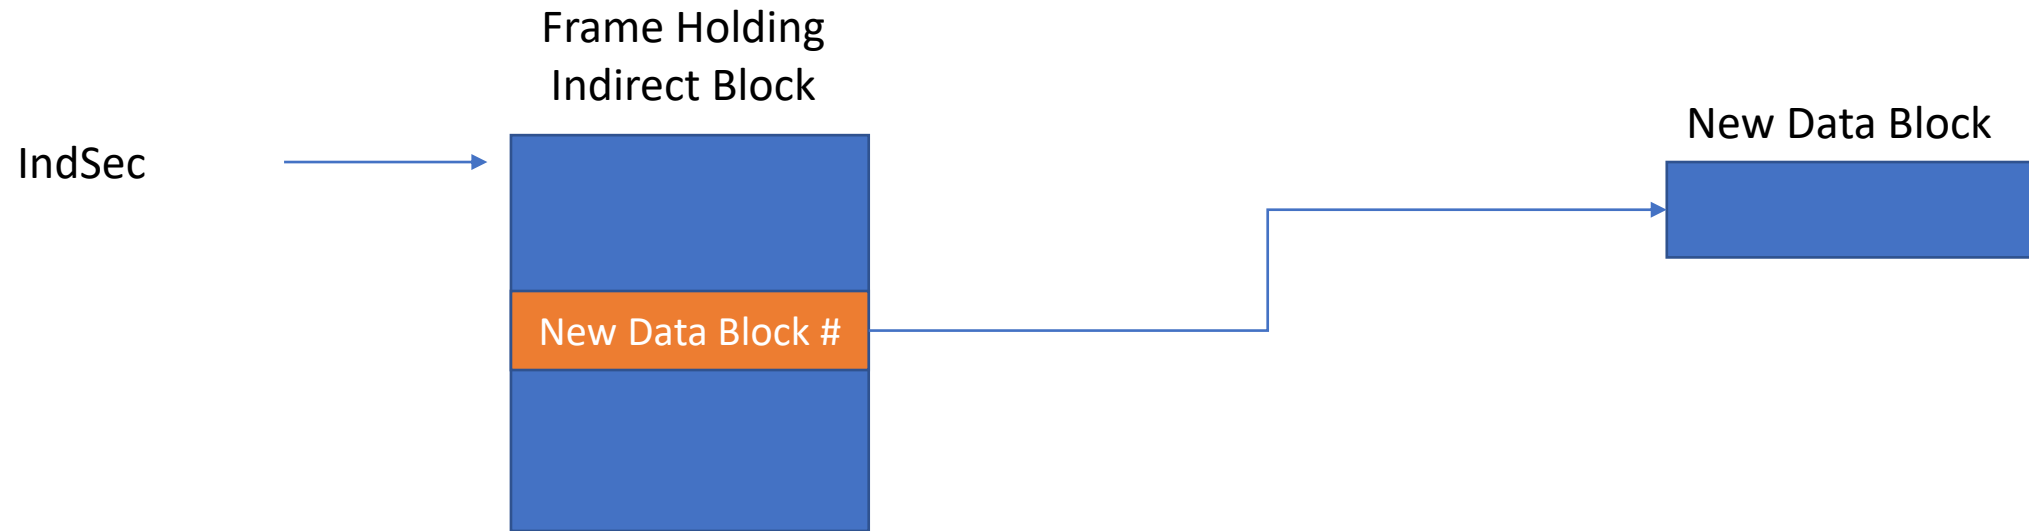 Frame Holding
Indirect Block
New Data Block
IndSec
New Data Block #